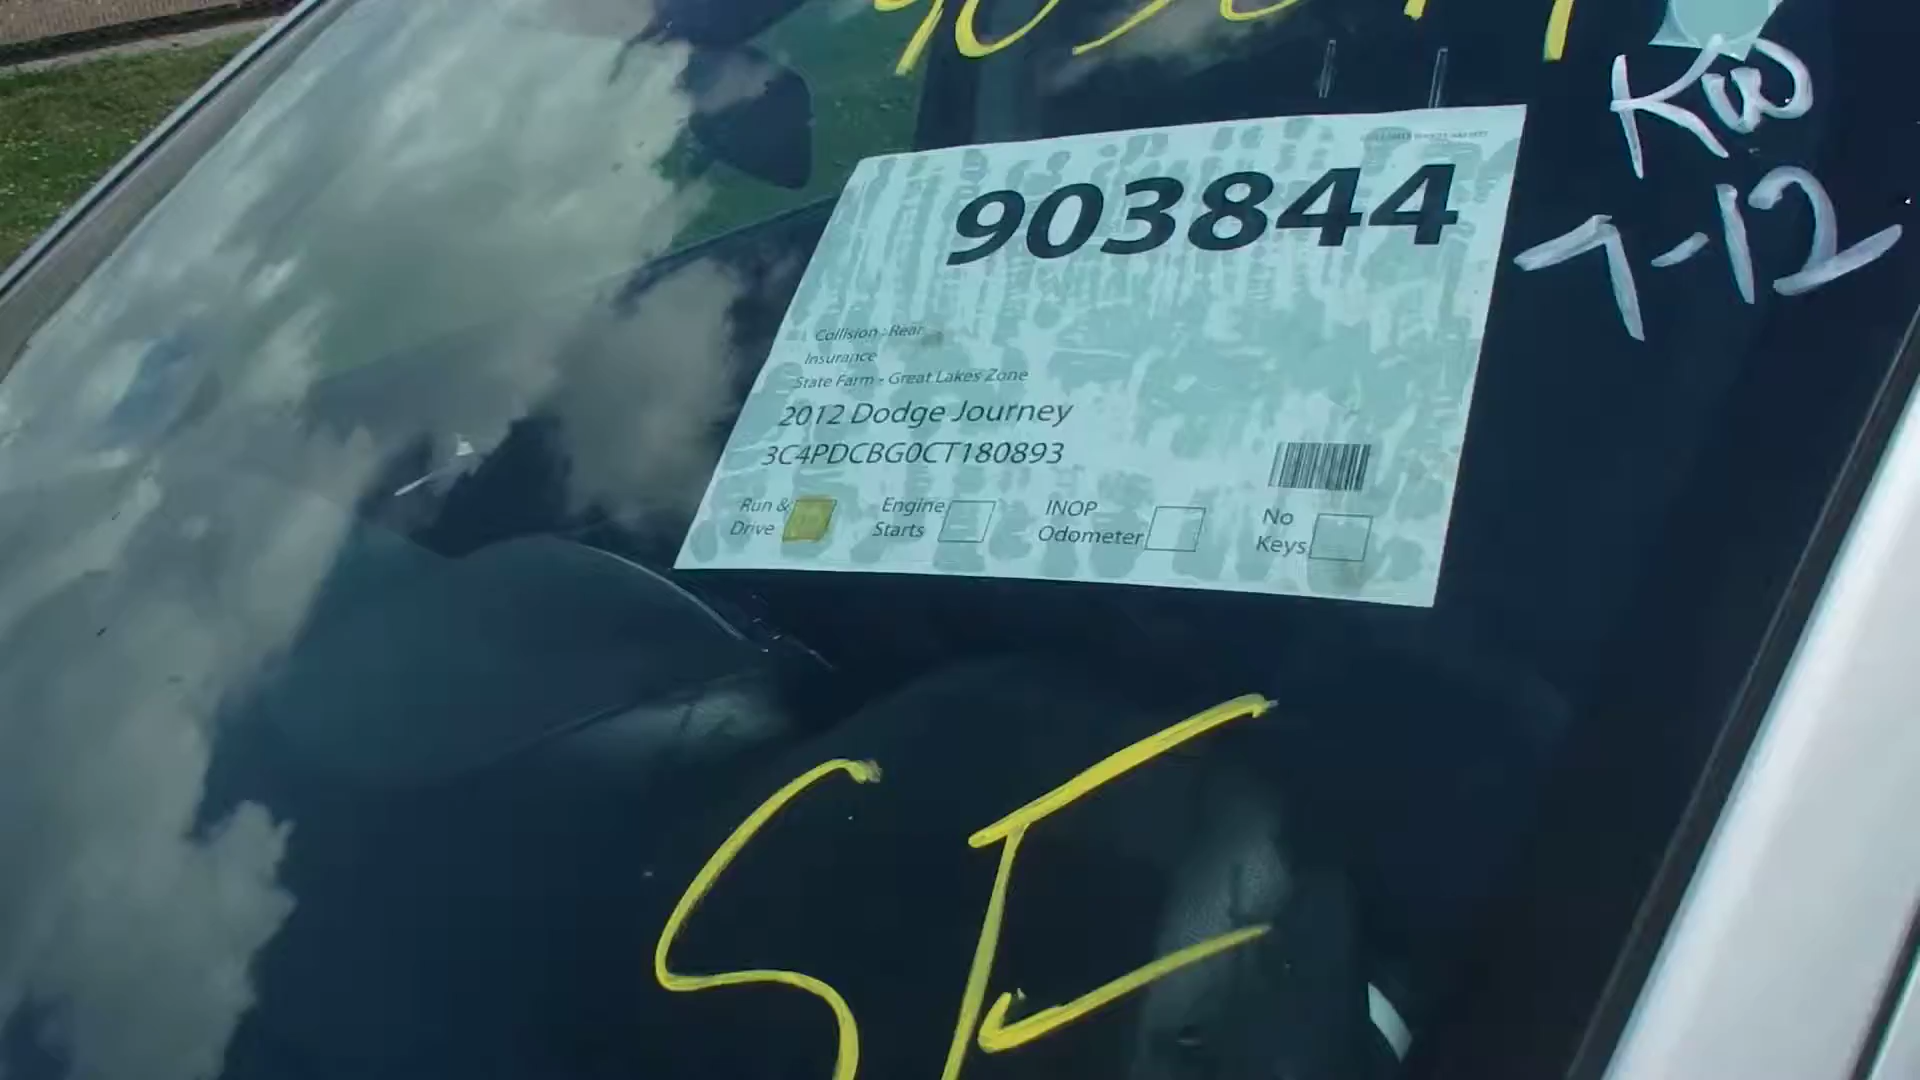 KW
7-12
903844
Collision : Rear
Insurance
State Farm - Great Lakes Zone
2012 Dodge Journey
3C4PDCBG0CT180893
Run & Drive
Engine Starts
INOP Odometer
No Keys
SF